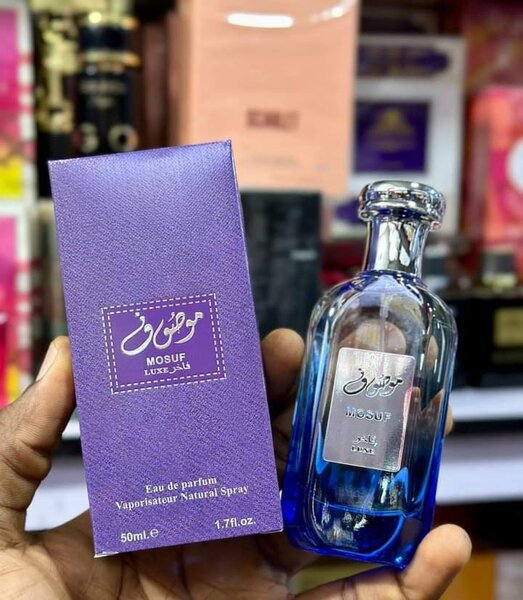 موصوف
MOSUF
LUXE فاخر
Eau de parfum
Vaporisateur Natural Spray
50ml.e
1.7fl.oz.
موصوف
MOSUF
فاخر
LUXE